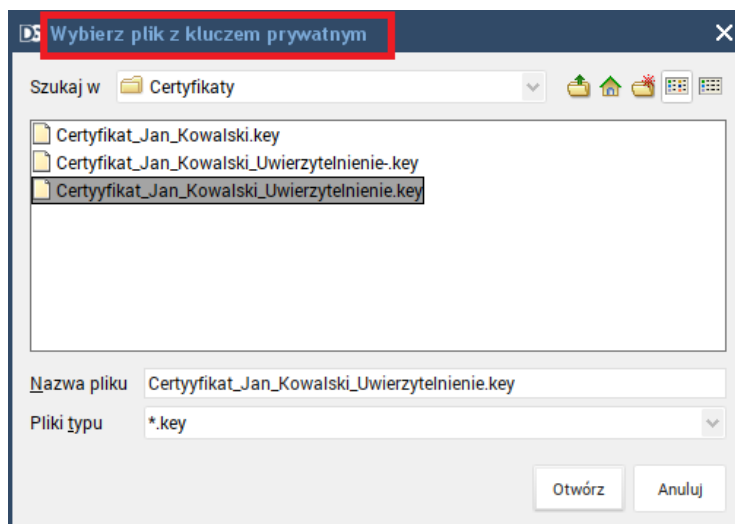 DS Wybierz plik z kluczem prywatnym
Szukaj w Certyfikaty
Certyfikat_Jan_Kowalski.key
Certyfikat_Jan_Kowalski_Uwierzytelnienie-.key
Certyyfikat_Jan_Kowalski_Uwierzytelnienie.key
Nazwa pliku Certyyfikat_Jan_Kowalski_Uwierzytelnienie.key
Pliki typu *.key
Otwórz Anuluj